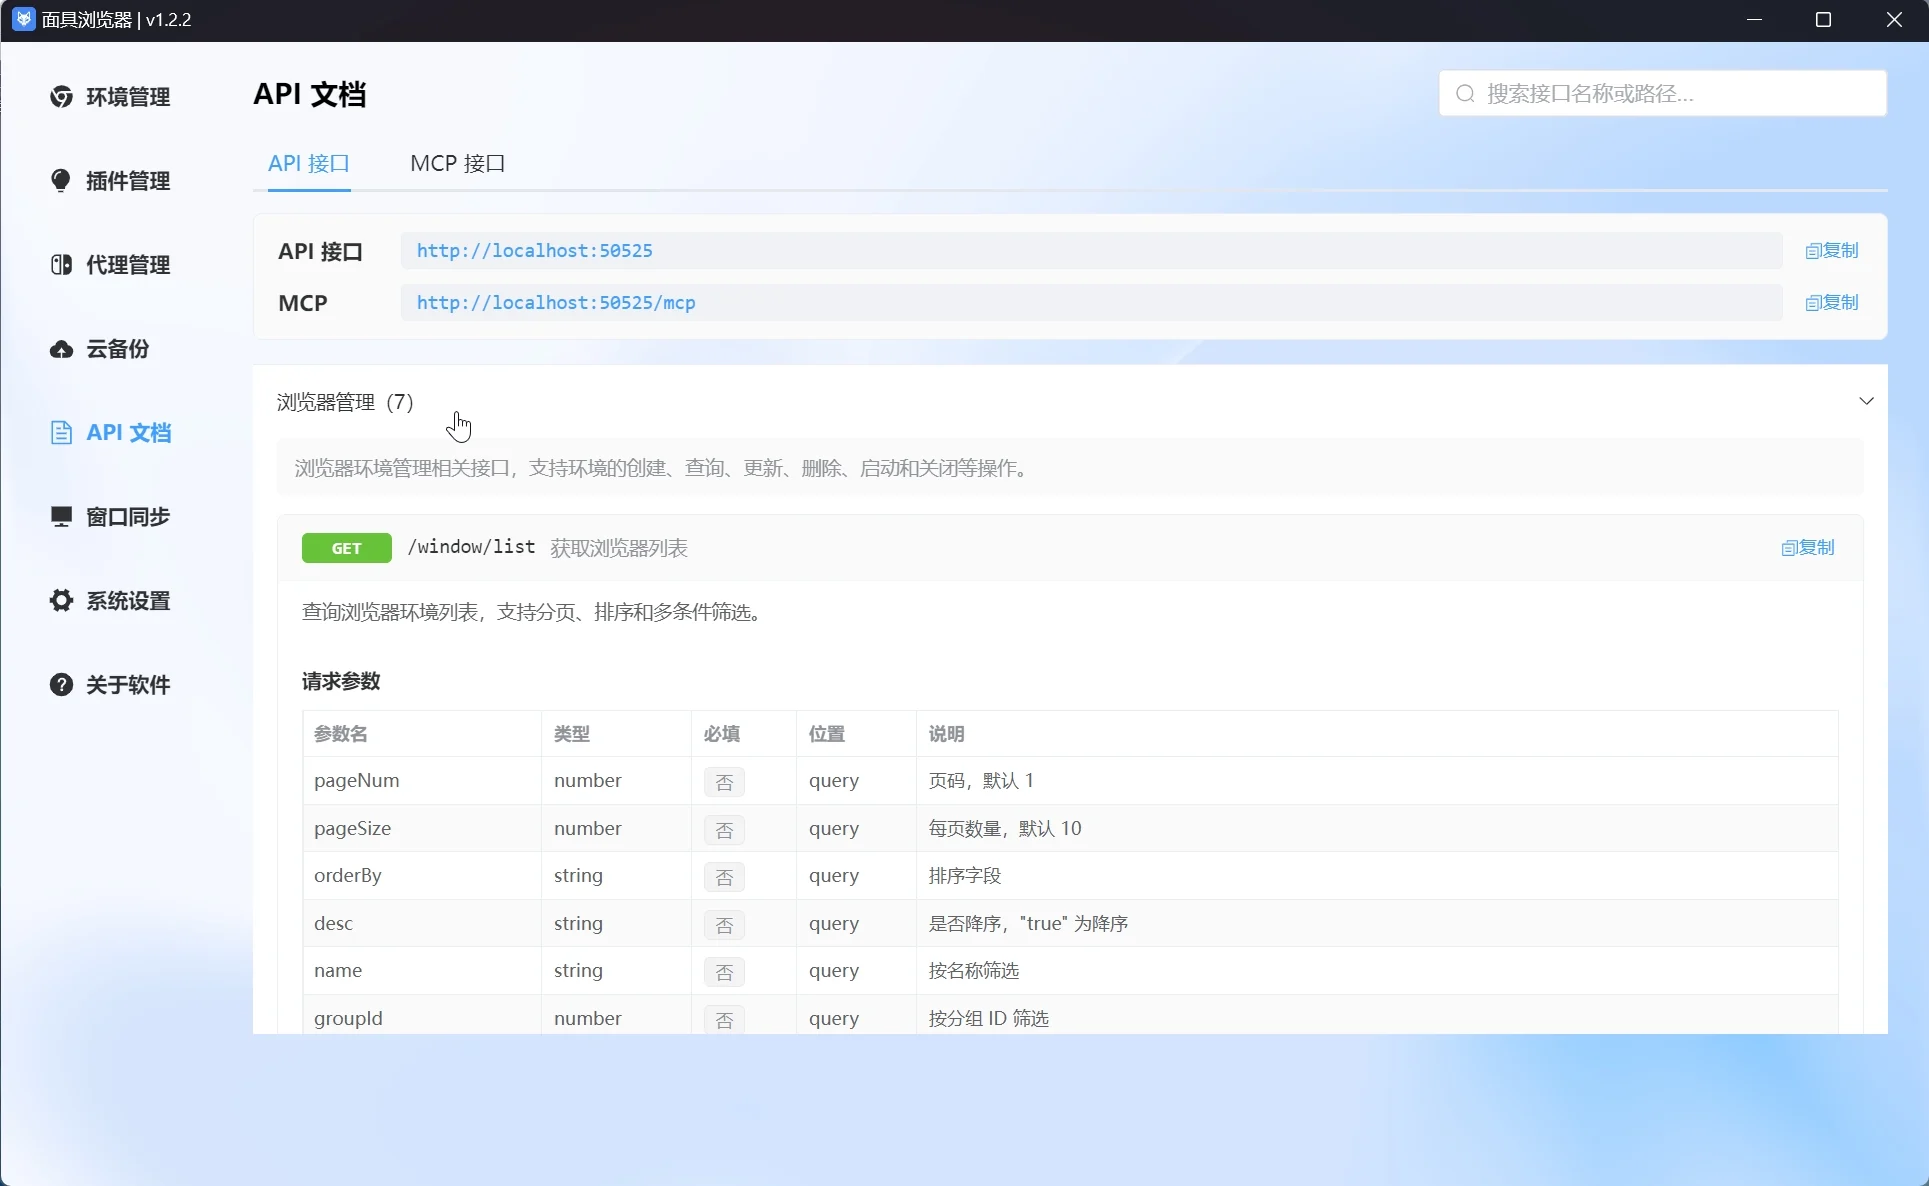 面具浏览器 | v1.2.2
环境管理
插件管理
代理管理
云备份
API 文档
窗口同步
系统设置
关于软件
API 文档
搜索接口名称或路径...
API 接口
MCP 接口
API 接口 http://localhost:50525 复制
MCP http://localhost:50525/mcp 复制
浏览器管理（7）
浏览器环境管理相关接口，支持环境的创建、查询、更新、删除、启动和关闭等操作。
GET /window/list 获取浏览器列表 复制
查询浏览器环境列表，支持分页、排序和多条件筛选。
请求参数
参数名 类型 必填 位置 说明
pageNum number 否 query 页码，默认 1
pageSize number 否 query 每页数量，默认 10
orderBy string 否 query 排序字段
desc string 否 query 是否降序，"true" 为降序
name string 否 query 按名称筛选
groupId number 否 query 按分组 ID 筛选